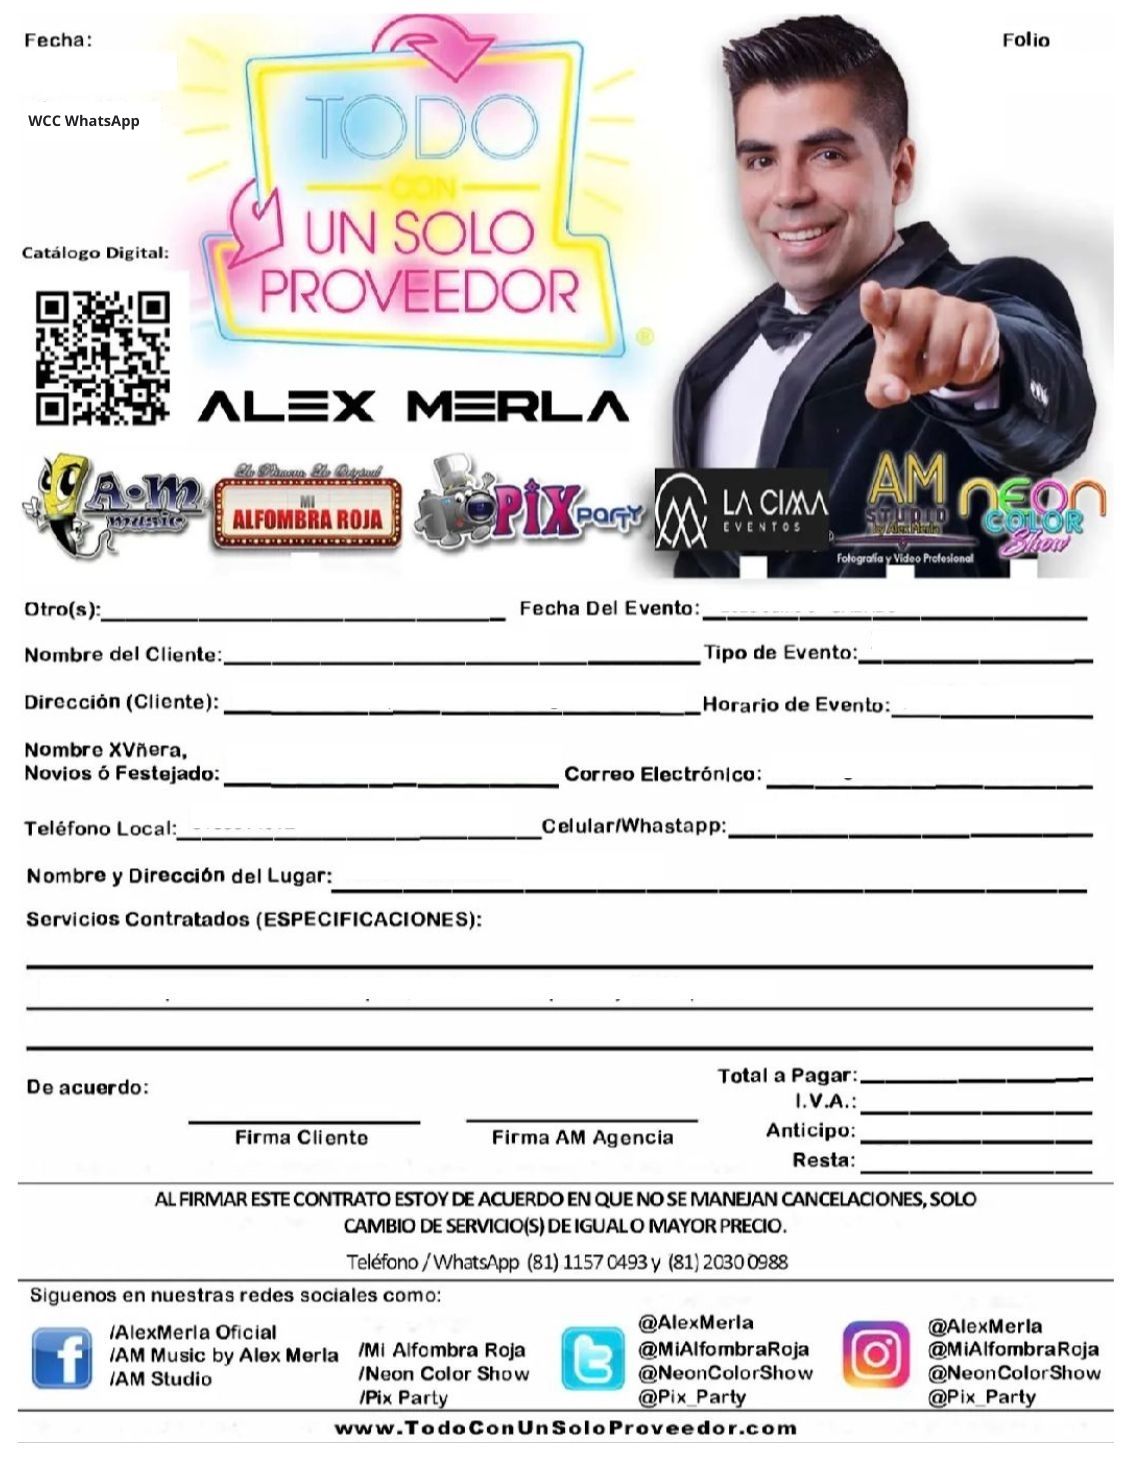 Fecha:
Folio
WCC WhatsApp
Catálogo Digital:
TODO
CON
UN SOLO
PROVEEDOR
®
ALEX MERLA
A•M
music
La Primera, La Original
MI
ALFOMBRA ROJA
PIX PARTY
LA CIMA
EVENTOS
AM
STUDIO
by Alex Merla
Fotografía y Video Profesional
NEON
COLOR
Show
Otro(s):
Fecha Del Evento:
Nombre del Cliente:
Tipo de Evento:
Dirección (Cliente):
Horario de Evento:
Nombre XVñera,
Novios ó Festejado:
Correo Electrónico:
Teléfono Local:
Celular/Whastapp:
Nombre y Dirección del Lugar:
Servicios Contratados (ESPECIFICACIONES):
De acuerdo:
Firma Cliente
Firma AM Agencia
Total a Pagar:
I.V.A.:
Anticipo:
Resta:
AL FIRMAR ESTE CONTRATO ESTOY DE ACUERDO EN QUE NO SE MANEJAN CANCELACIONES, SOLO
CAMBIO DE SERVICIO(S) DE IGUAL O MAYOR PRECIO.
Teléfono / WhatsApp (81) 1157 0493 y (81) 2030 0988
Siguenos en nuestras redes sociales como:
/AlexMerla Oficial
/AM Music by Alex Merla
/AM Studio
/Mi Alfombra Roja
/Neon Color Show
/Pix Party
@AlexMerla
@MiAlfombraRoja
@NeonColorShow
@Pix_Party
@AlexMerla
@MiAlfombraRoja
@NeonColorShow
@Pix_Party
www.TodoConUnSoloProveedor.com